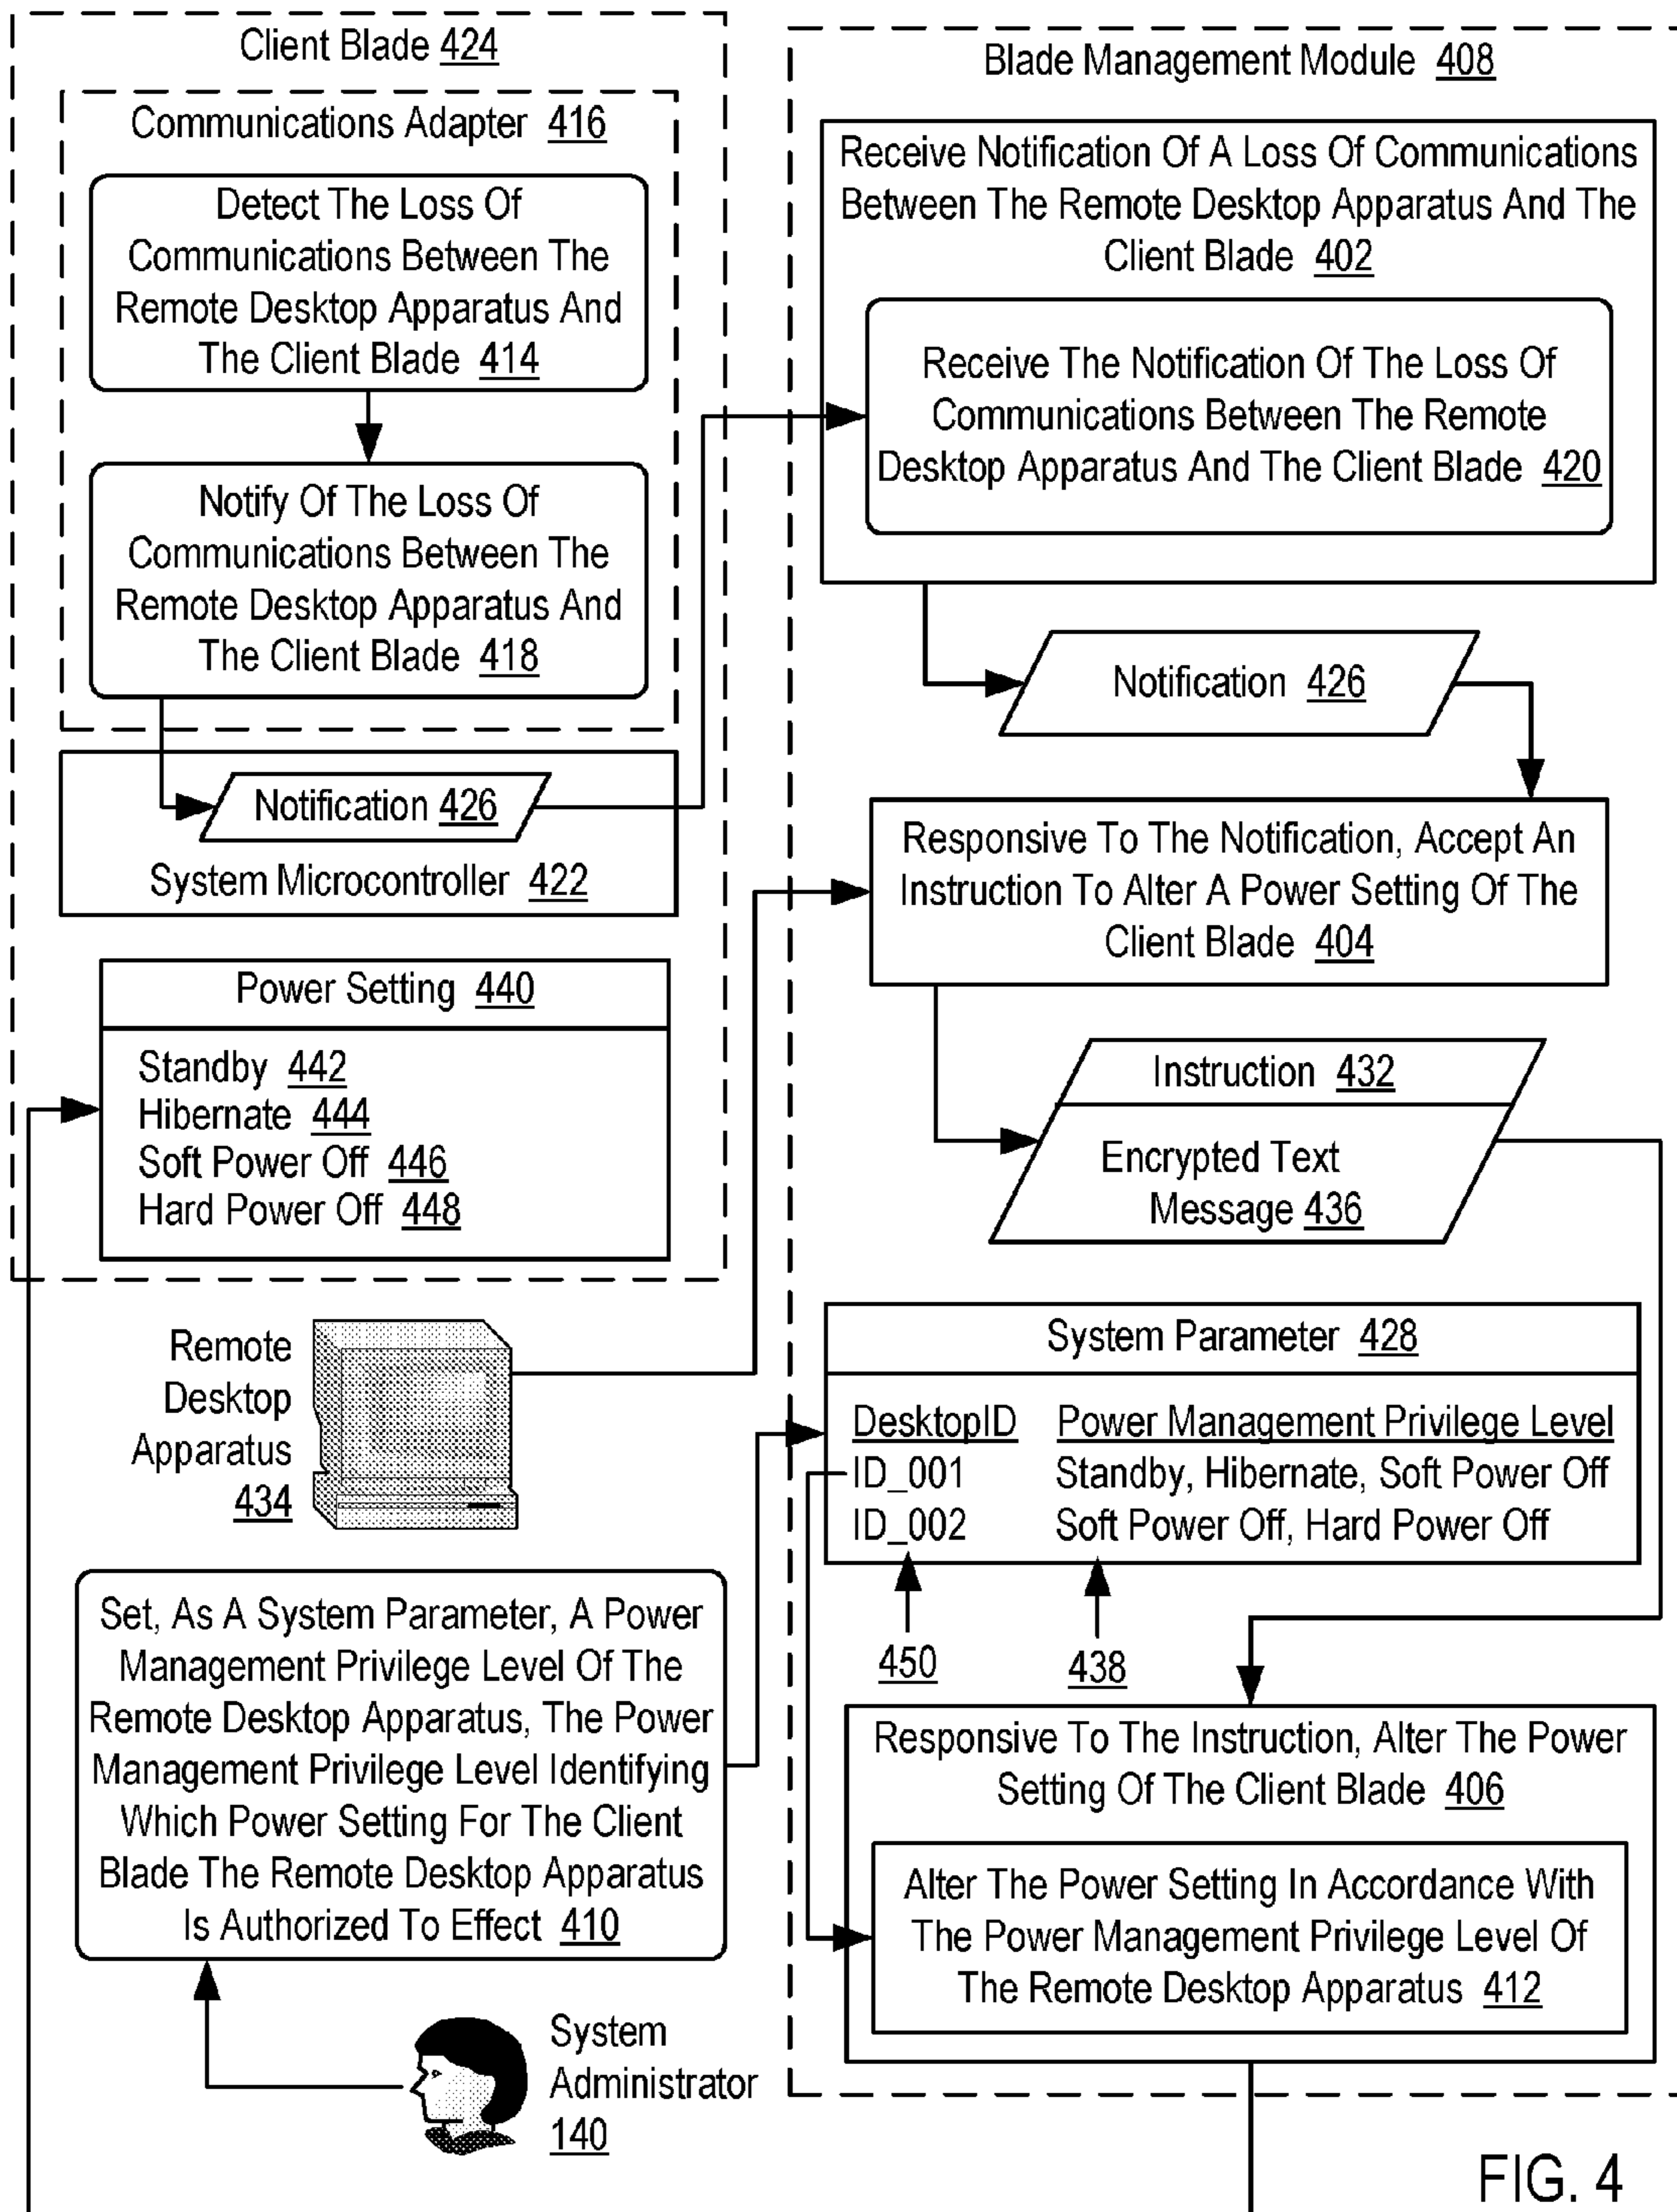 Client Blade 424
Communications Adapter 416
Detect The Loss Of
Communications Between The
Remote Desktop Apparatus And
The Client Blade 414
Notify Of The Loss Of
Communications Between The
Remote Desktop Apparatus And
The Client Blade 418
Notification 426
System Microcontroller 422
Power Setting 440
Standby 442
Hibernate 444
Soft Power Off 446
Hard Power Off 448
Remote
Desktop
Apparatus
434
Set, As A System Parameter, A Power
Management Privilege Level Of The
Remote Desktop Apparatus, The Power
Management Privilege Level Identifying
Which Power Setting For The Client
Blade The Remote Desktop Apparatus
Is Authorized To Effect 410
System
Administrator
140
Blade Management Module 408
Receive Notification Of A Loss Of Communications
Between The Remote Desktop Apparatus And The
Client Blade 402
Receive The Notification Of The Loss Of
Communications Between The Remote
Desktop Apparatus And The Client Blade 420
Notification 426
Responsive To The Notification, Accept An
Instruction To Alter A Power Setting Of The
Client Blade 404
Instruction 432
Encrypted Text
Message 436
System Parameter 428
DesktopID Power Management Privilege Level
ID_001 Standby, Hibernate, Soft Power Off
ID_002 Soft Power Off, Hard Power Off
450 438
Responsive To The Instruction, Alter The Power
Setting Of The Client Blade 406
Alter The Power Setting In Accordance With
The Power Management Privilege Level Of
The Remote Desktop Apparatus 412
FIG. 4